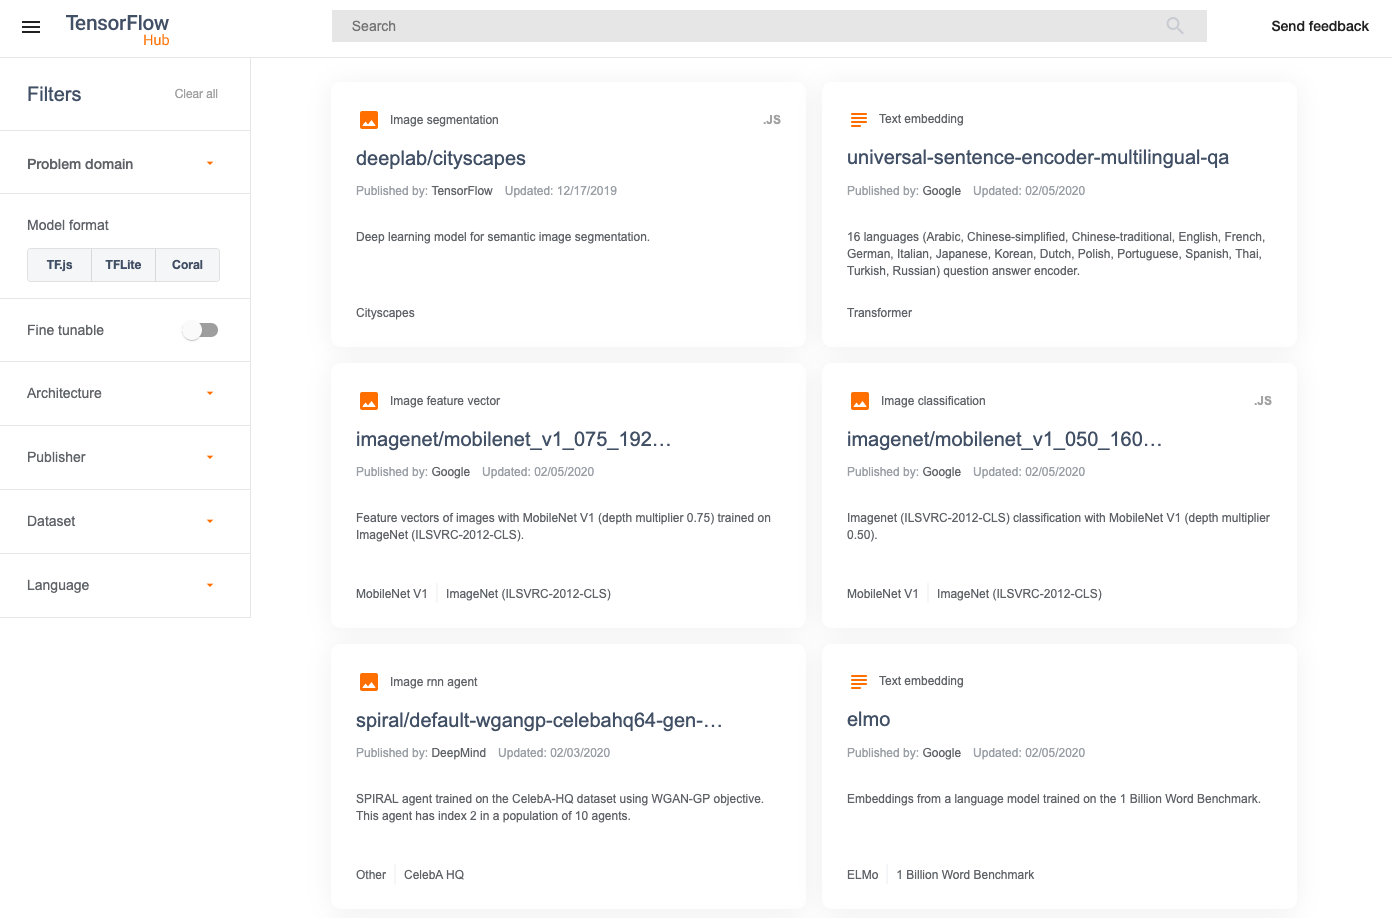 TensorFlow
Hub
Search
Send feedback
Filters
Clear all
Problem domain
Model format
TF.js
TFLite
Coral
Fine tunable
Architecture
Publisher
Dataset
Language
Image segmentation
.JS
deeplab/cityscapes
Published by: TensorFlow Updated: 12/17/2019
Deep learning model for semantic image segmentation.
Cityscapes
Text embedding
universal-sentence-encoder-multilingual-qa
Published by: Google Updated: 02/05/2020
16 languages (Arabic, Chinese-simplified, Chinese-traditional, English, French,
German, Italian, Japanese, Korean, Dutch, Polish, Portuguese, Spanish, Thai,
Turkish, Russian) question answer encoder.
Transformer
Image feature vector
imagenet/mobilenet_v1_075_192...
Published by: Google Updated: 02/05/2020
Feature vectors of images with MobileNet V1 (depth multiplier 0.75) trained on
ImageNet (ILSVRC-2012-CLS).
MobileNet V1 ImageNet (ILSVRC-2012-CLS)
Image classification
.JS
imagenet/mobilenet_v1_050_160...
Published by: Google Updated: 02/05/2020
Imagenet (ILSVRC-2012-CLS) classification with MobileNet V1 (depth multiplier
0.50).
MobileNet V1 ImageNet (ILSVRC-2012-CLS)
Image rnn agent
spiral/default-wgangp-celebahq64-gen-...
Published by: DeepMind Updated: 02/03/2020
SPIRAL agent trained on the CelebA-HQ dataset using WGAN-GP objective.
This agent has index 2 in a population of 10 agents.
Other CelebA HQ
Text embedding
elmo
Published by: Google Updated: 02/05/2020
Embeddings from a language model trained on the 1 Billion Word Benchmark.
ELMo 1 Billion Word Benchmark